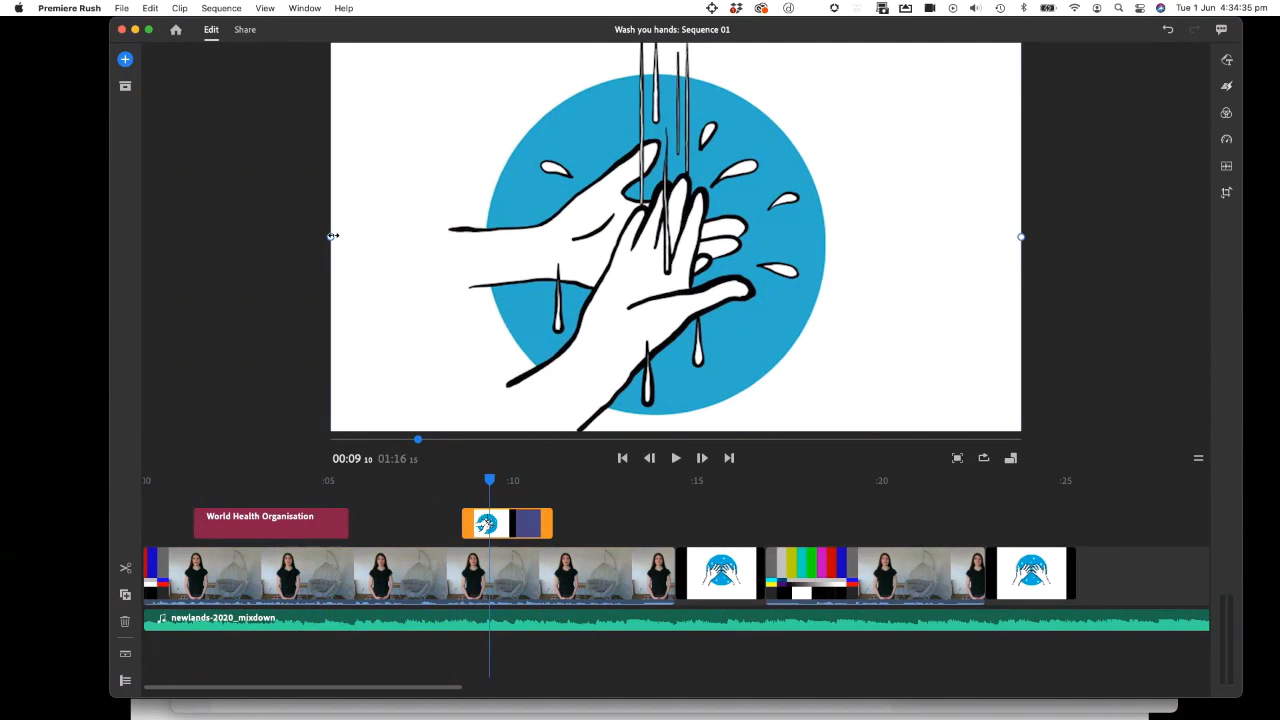 Premiere Rush File Edit Clip Sequence View Window Help Tue 1 Jun 4:34:35 pm
Edit Share Wash you hands: Sequence 01
00:09 10 01:16 15
:00 :05 :10 :15 :20 :25
World Health Organisation
newlands-2020_mixdown